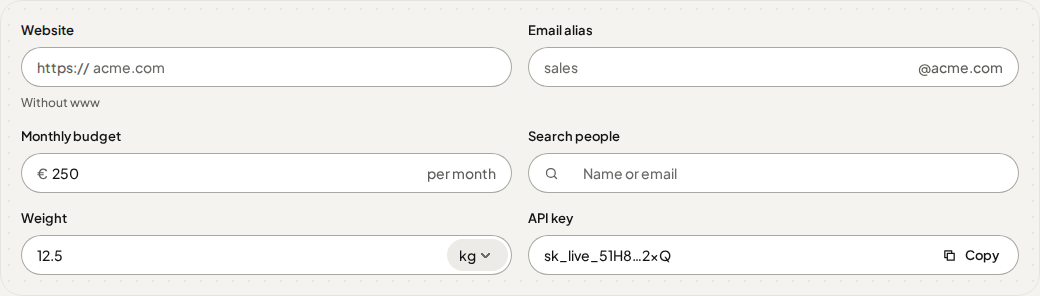 Website
https:// acme.com
Without www
Email alias
sales @acme.com
Monthly budget
€ 250 per month
Search people
Name or email
Weight
12.5 kg
API key
sk_live_51H8…2xQ Copy